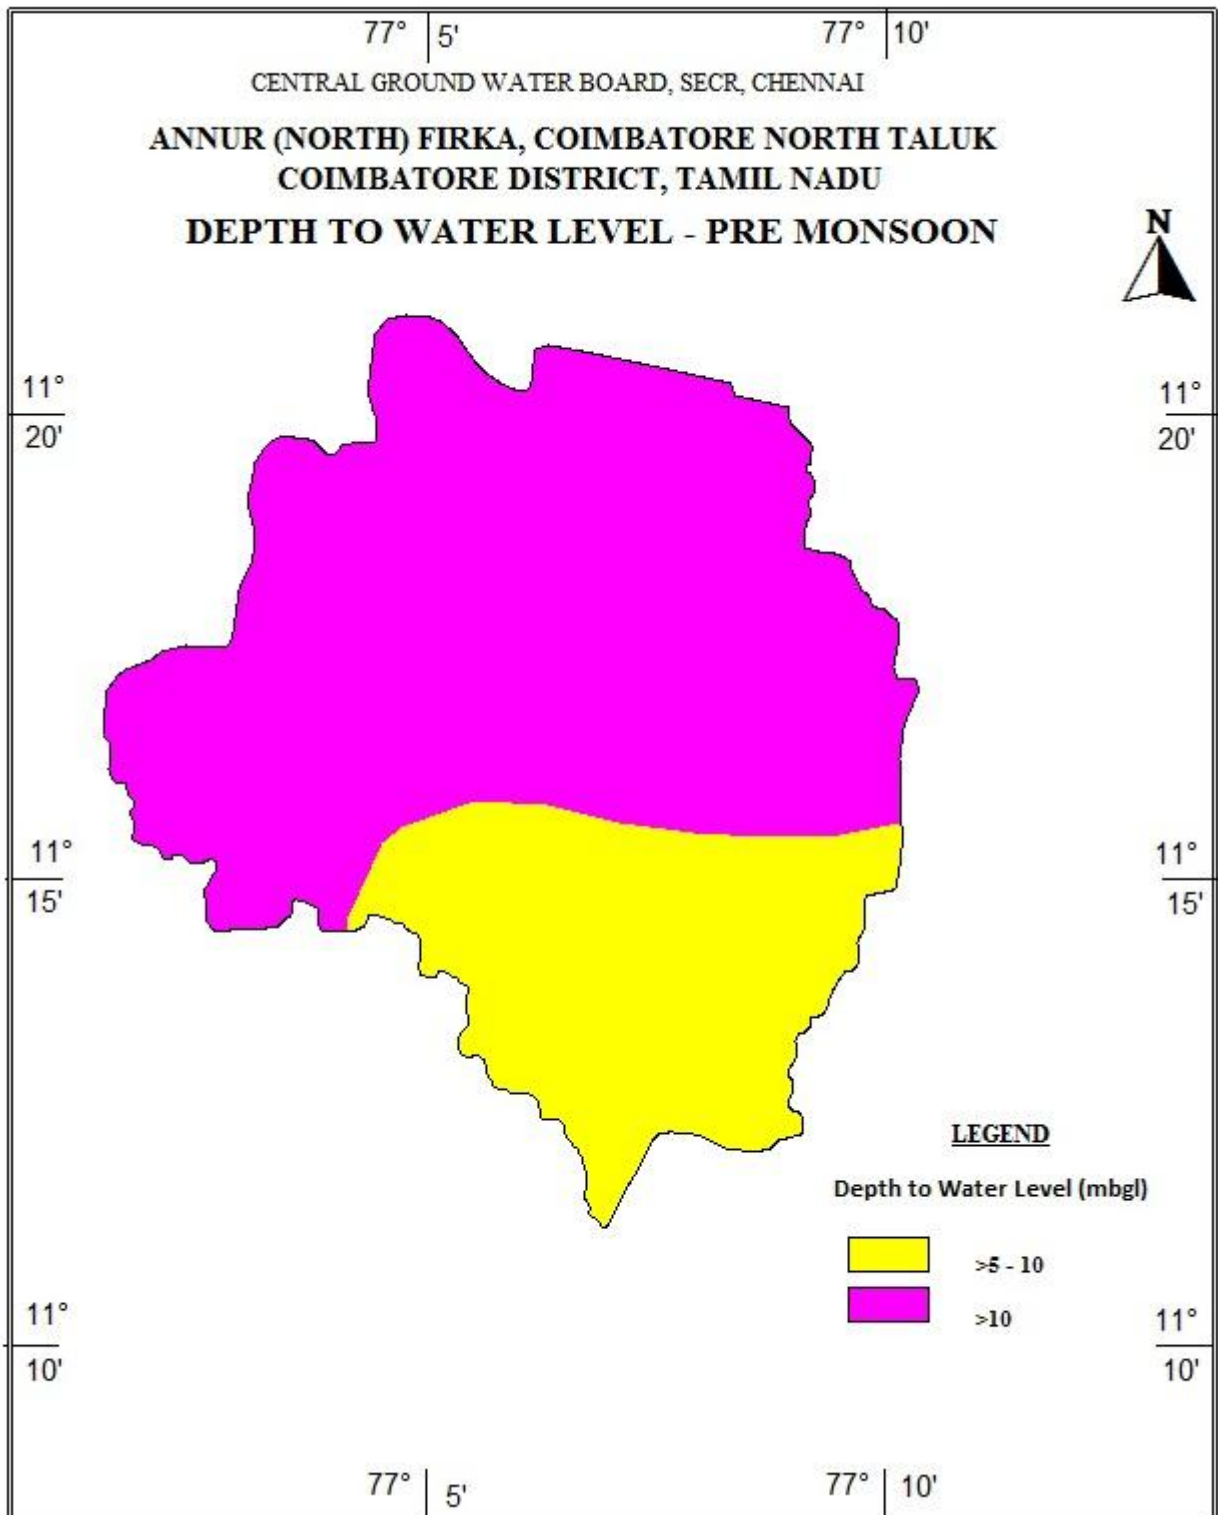 77° 5' 77° 10'
CENTRAL GROUND WATER BOARD, SECR, CHENNAI
ANNUR (NORTH) FIRKA, COIMBATORE NORTH TALUK
COIMBATORE DISTRICT, TAMIL NADU
DEPTH TO WATER LEVEL - PRE MONSOON
N
11° 11°
20' 20'
11° 11°
15' 15'
LEGEND
Depth to Water Level (mbgl)
>5 - 10
>10
11° 11°
10' 10'
77° 5' 77° 10'